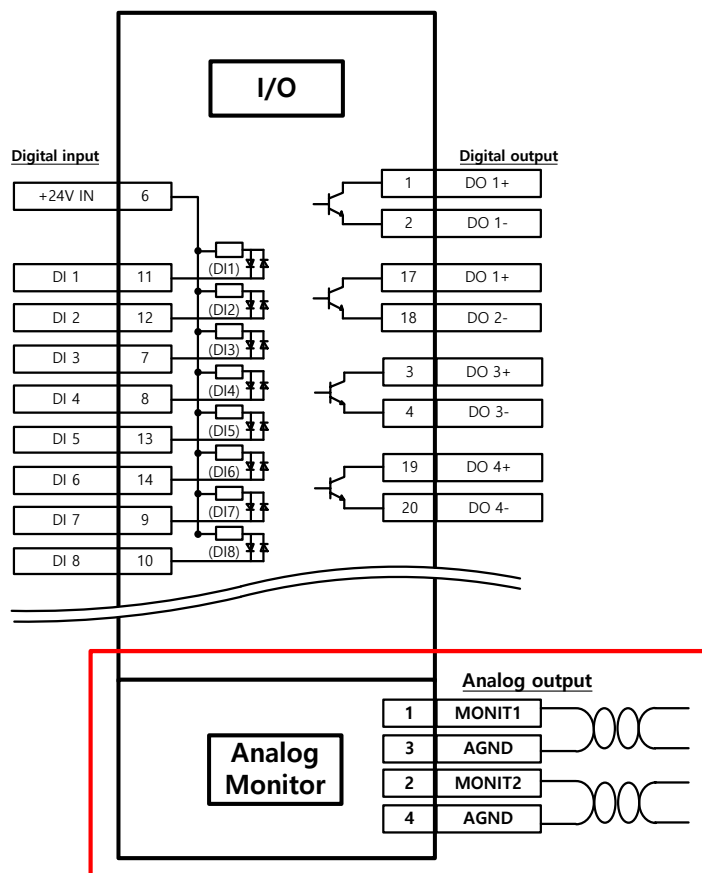 I/O
Digital input
Digital output
+24V IN 6
1 DO 1+
2 DO 1-
(DI1)
DI 1 11
17 DO 1+
(DI2)
DI 2 12
18 DO 2-
(DI3)
DI 3 7
3 DO 3+
(DI4)
DI 4 8
4 DO 3-
(DI5)
DI 5 13
19 DO 4+
(DI6)
DI 6 14
20 DO 4-
(DI7)
DI 7 9
(DI8)
DI 8 10
Analog output
1 MONIT1
Analog
Monitor
3 AGND
2 MONIT2
4 AGND